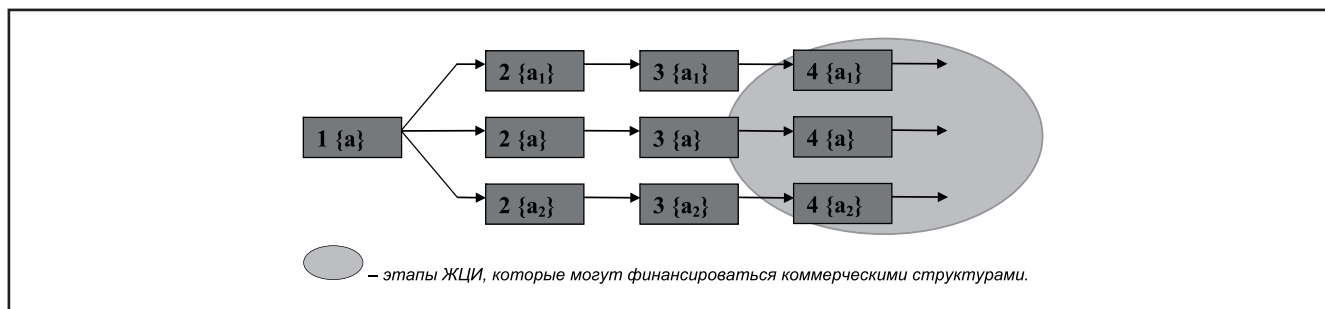 2 {a₁} 3 {a₁} 4 {a₁}
1 {a} 2 {a} 3 {a} 4 {a}
2 {a₂} 3 {a₂} 4 {a₂}
– этапы ЖЦИ, которые могут финансироваться коммерческими структурами.